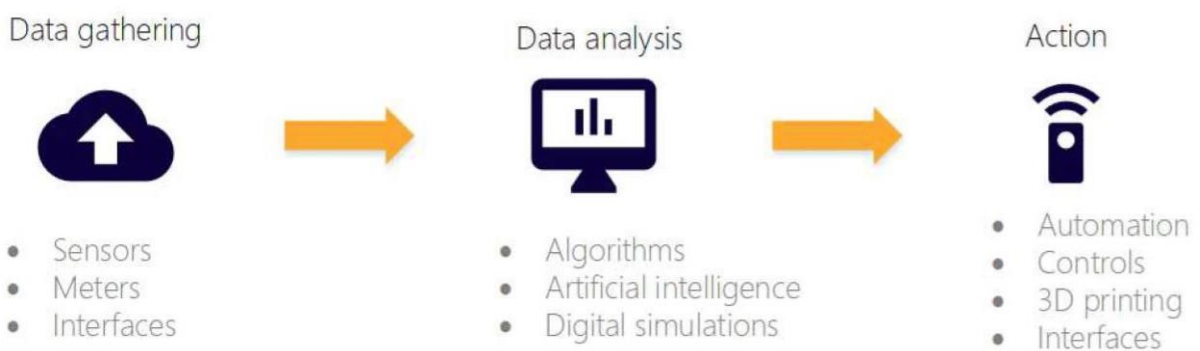 Data gathering
Data analysis
Action
• Sensors
• Meters
• Interfaces
• Algorithms
• Artificial intelligence
• Digital simulations
• Automation
• Controls
• 3D printing
• Interfaces